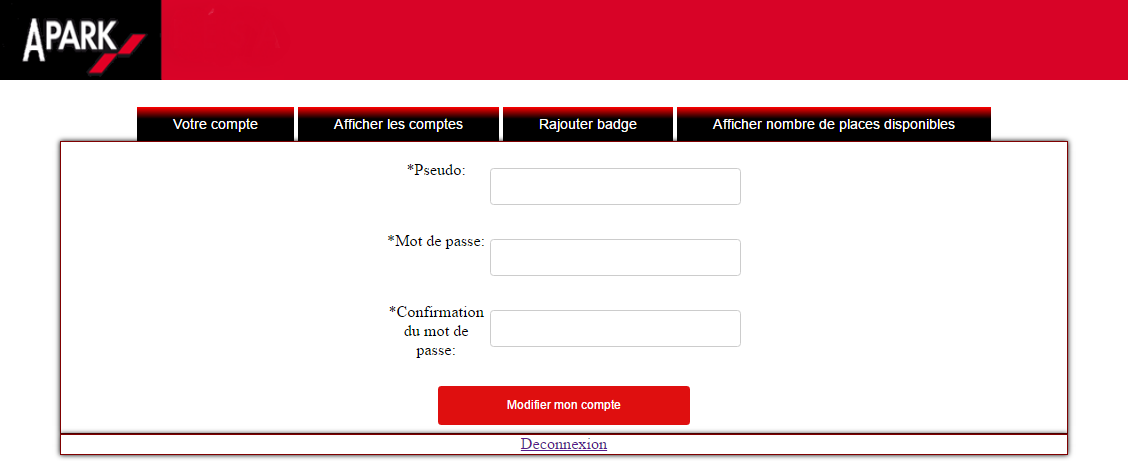 APARK
Votre compte
Afficher les comptes
Rajouter badge
Afficher nombre de places disponibles
*Pseudo:
*Mot de passe:
*Confirmation
du mot de
passe:
Modifier mon compte
Deconnexion